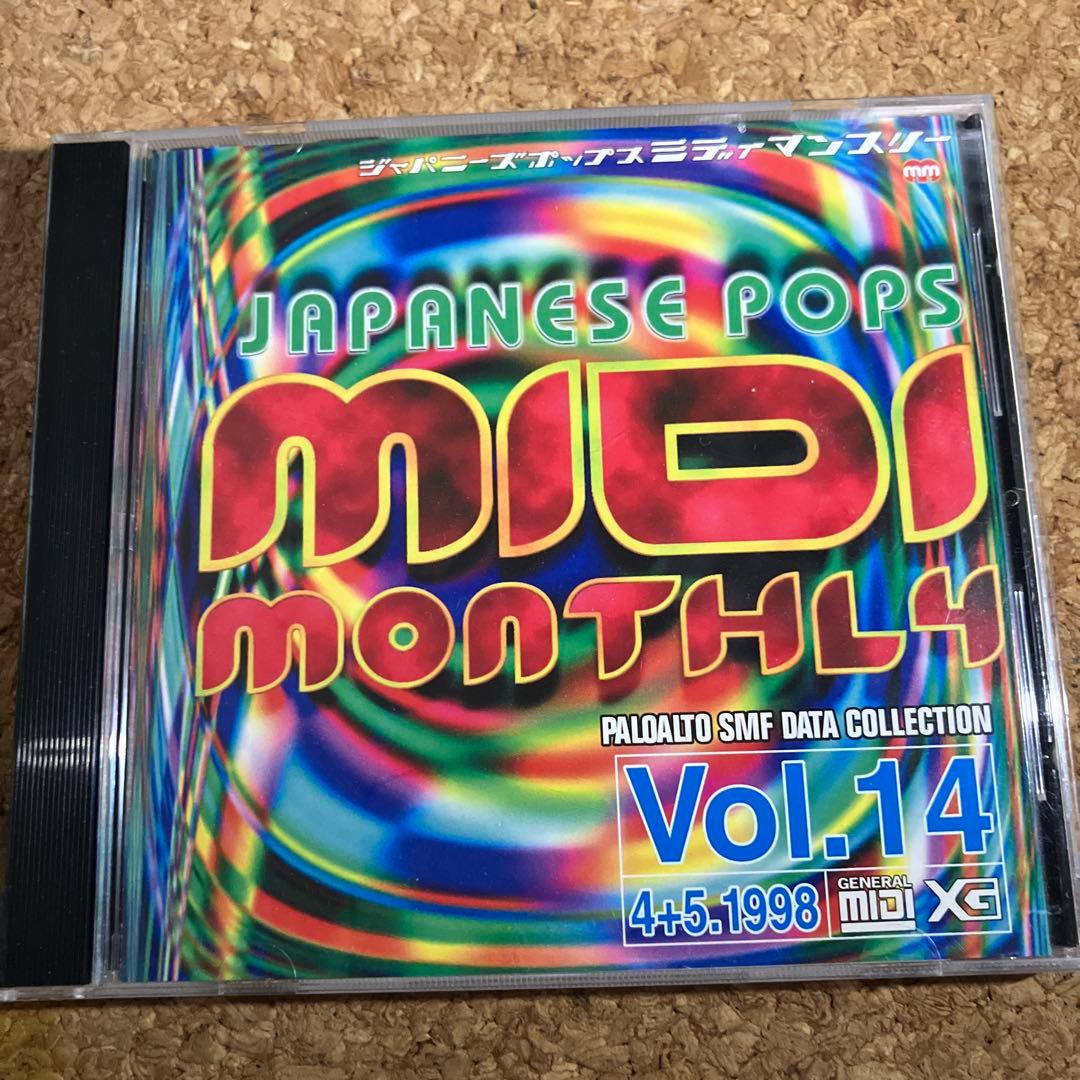 ジャパニーズポップスミディマンスリー
mm
JAPANESE POPS
MIDI
MONTHLY
PALOALTO SMF DATA COLLECTION
Vol.14
4+5.1998
GENERAL
MIDI
XG